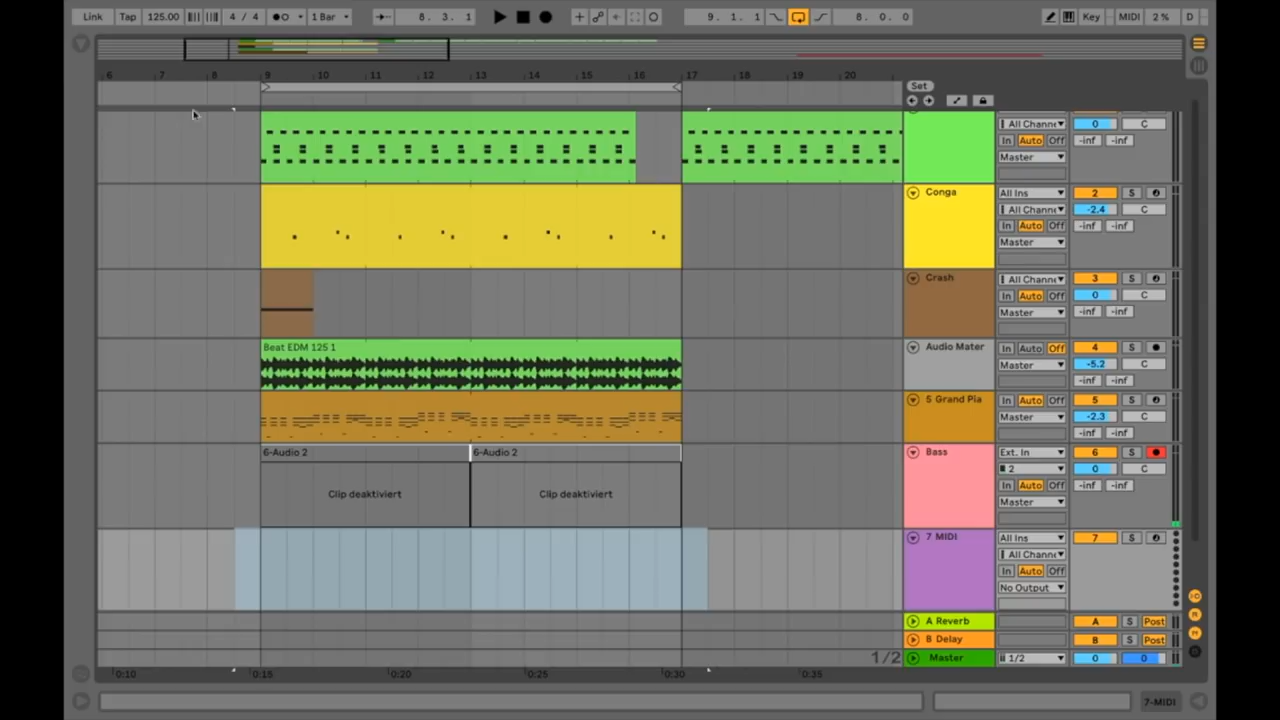 Link Tap 125.00 4 / 4 1 Bar 8. 3. 1 9. 1. 1 8. 0. 0 Key MIDI 2 % D
6 7 8 9 10 11 12 13 14 15 16 17 18 19 20
Set
All Channe 0 C
In Auto Off -inf -inf
Master
Conga All Ins 2 S
All Channe -2.4 C
In Auto Off -inf -inf
Master
Crash All Channe 3 S
In Auto Off 0 C
Master -inf -inf
Beat EDM 125 1 Audio Mater In Auto Off 4 S
Master -5.2 C
-inf -inf
5 Grand Pia In Auto Off 5 S
Master -2.3 C
-inf -inf
6-Audio 2 6-Audio 2 Bass Ext. In 6 S
2 0 C
Clip deaktiviert Clip deaktiviert In Auto Off -inf -inf
Master
7 MIDI All Ins 7 S
All Channe
In Auto Off
No Output
A Reverb A S Post
B Delay B S Post
1/2 Master 1/2 0 0
0:10 0:15 0:20 0:25 0:30 0:35
7-MIDI